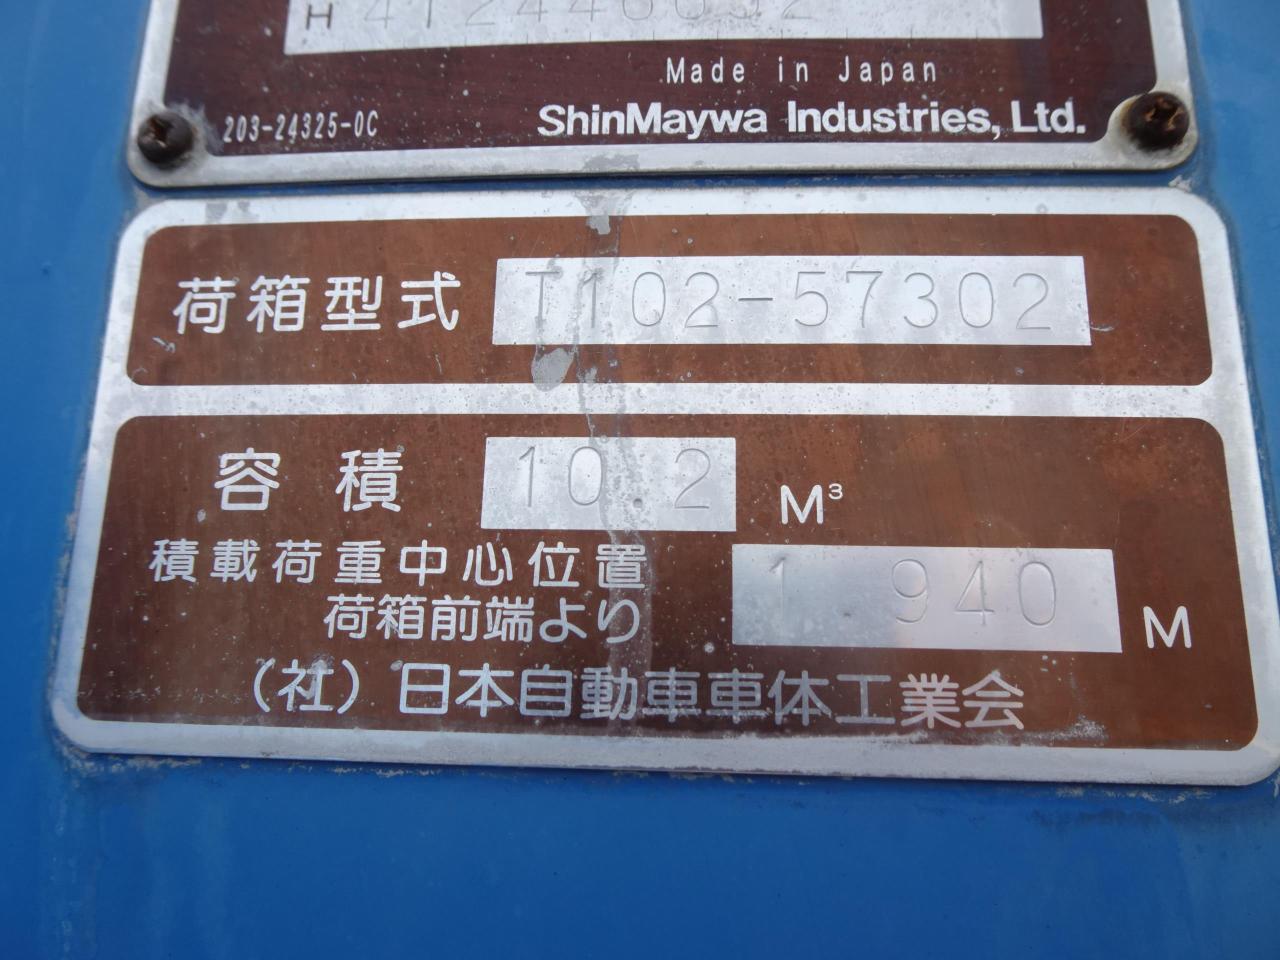 Made in Japan
203-24325-0C
ShinMaywa Industries, Ltd.
荷箱型式 T102-57302
容積 10.2 M³
積載荷重中心位置
荷箱前端より 1 940 M
(社)日本自動車車体工業会